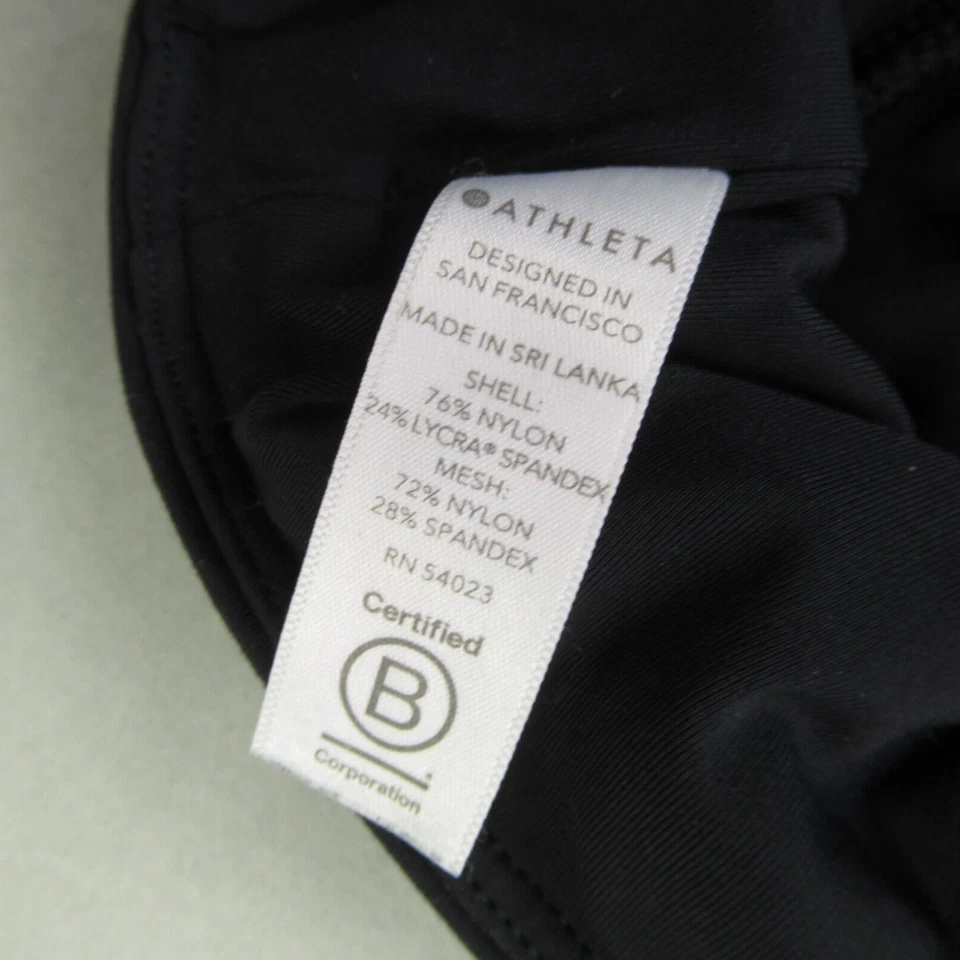 ATHLETA
DESIGNED IN
SAN FRANCISCO
MADE IN SRI LANKA
SHELL:
76% NYLON
24% LYCRA® SPANDEX
MESH:
72% NYLON
28% SPANDEX
RN 54023
Certified
B
Corporation